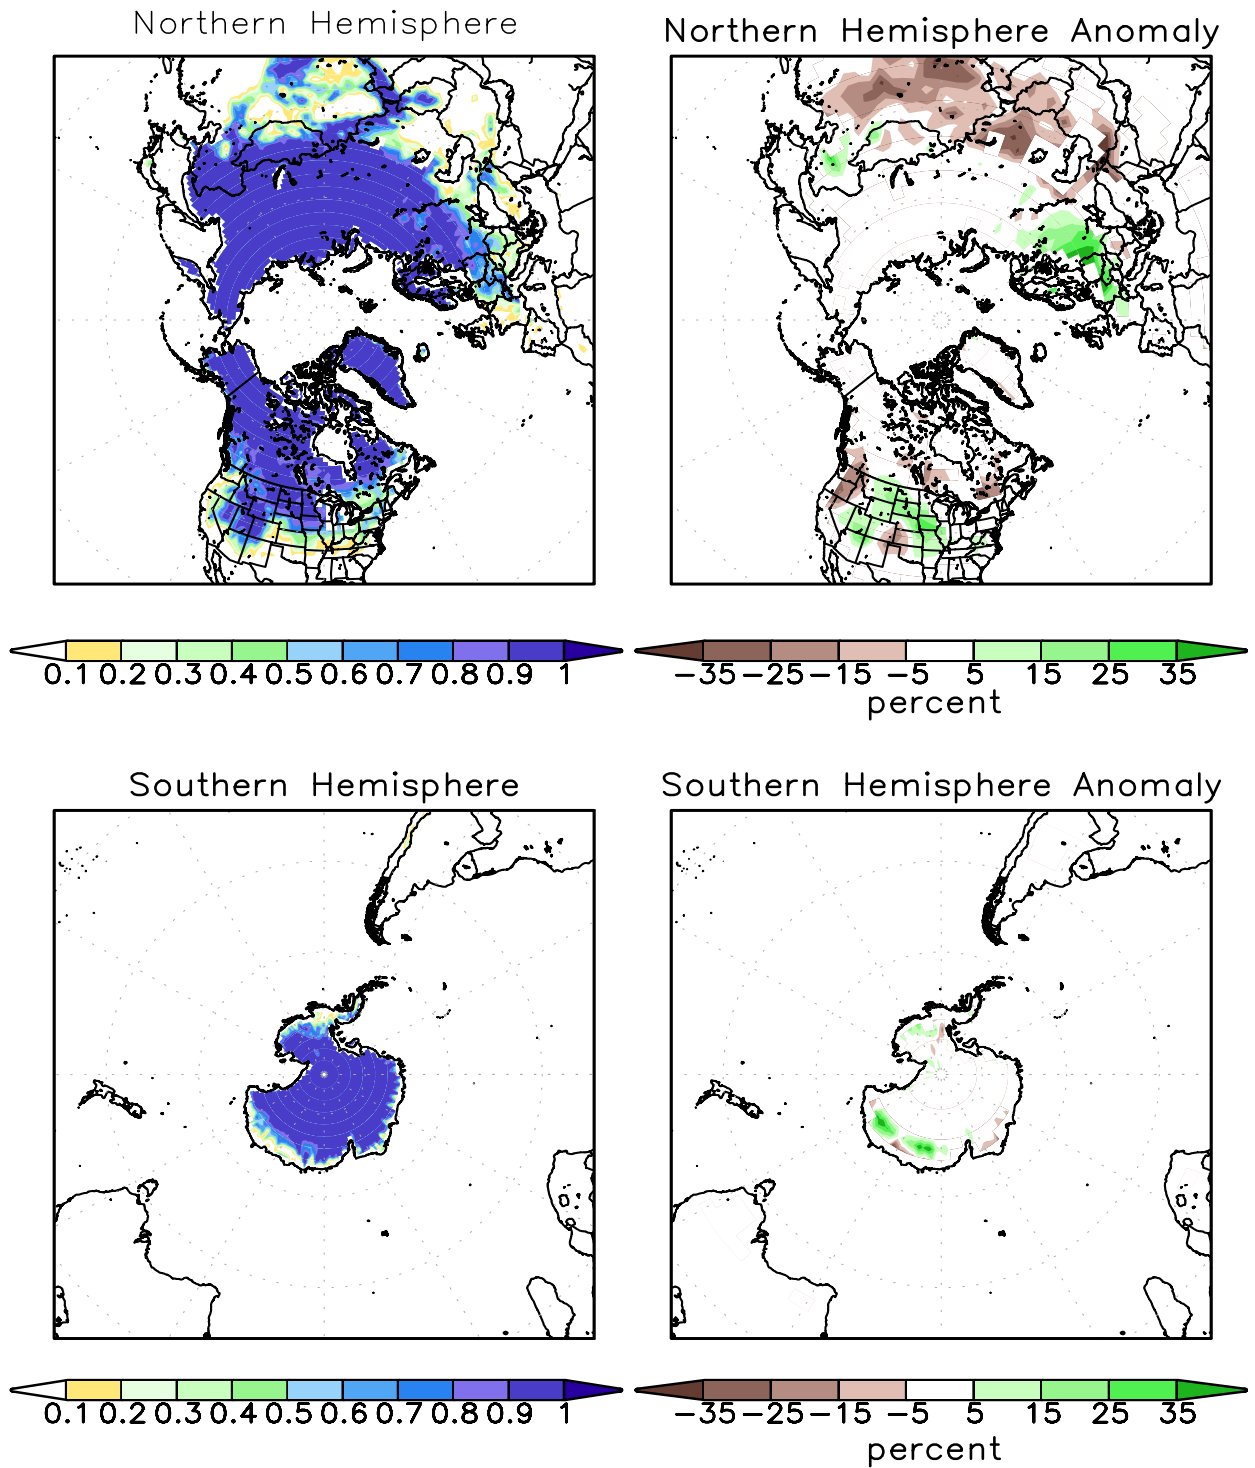 Northern Hemisphere
Northern Hemisphere Anomaly
0.1 0.2 0.3 0.4 0.5 0.6 0.7 0.8 0.9 1
-35 -25 -15 -5 5 15 25 35
percent
Southern Hemisphere
Southern Hemisphere Anomaly
0.1 0.2 0.3 0.4 0.5 0.6 0.7 0.8 0.9 1
-35 -25 -15 -5 5 15 25 35
percent